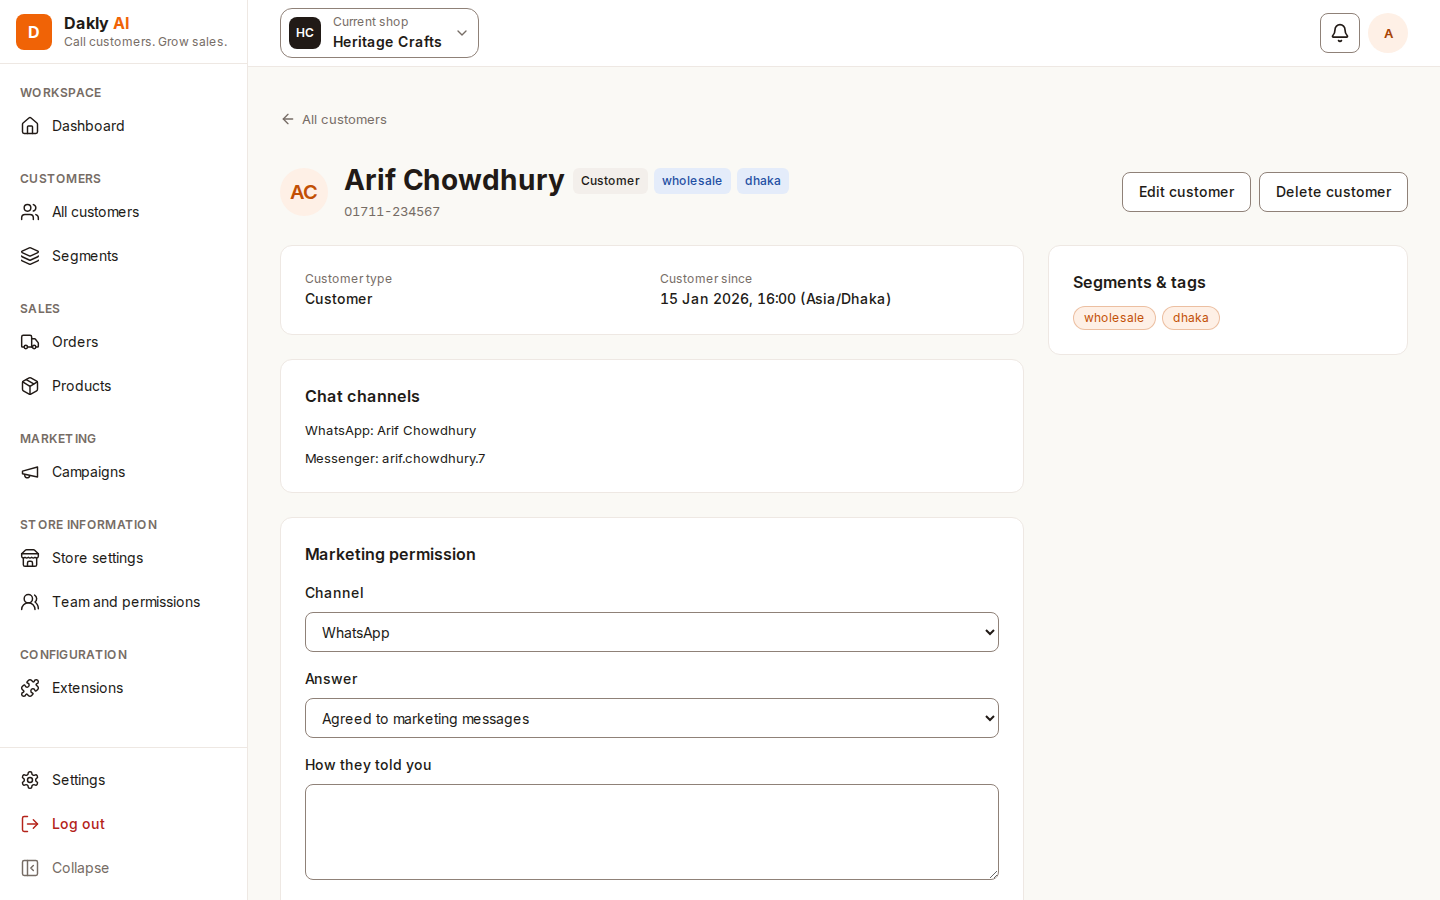 D
Dakly AI
Call customers. Grow sales.
WORKSPACE
Dashboard
CUSTOMERS
All customers
Segments
SALES
Orders
Products
MARKETING
Campaigns
STORE INFORMATION
Store settings
Team and permissions
CONFIGURATION
Extensions
Settings
Log out
Collapse
HC
Current shop
Heritage Crafts
A
All customers
AC
Arif Chowdhury
Customer
wholesale
dhaka
01711-234567
Edit customer
Delete customer
Customer type
Customer
Customer since
15 Jan 2026, 16:00 (Asia/Dhaka)
Segments & tags
wholesale
dhaka
Chat channels
WhatsApp: Arif Chowdhury
Messenger: arif.chowdhury.7
Marketing permission
Channel
WhatsApp
Answer
Agreed to marketing messages
How they told you